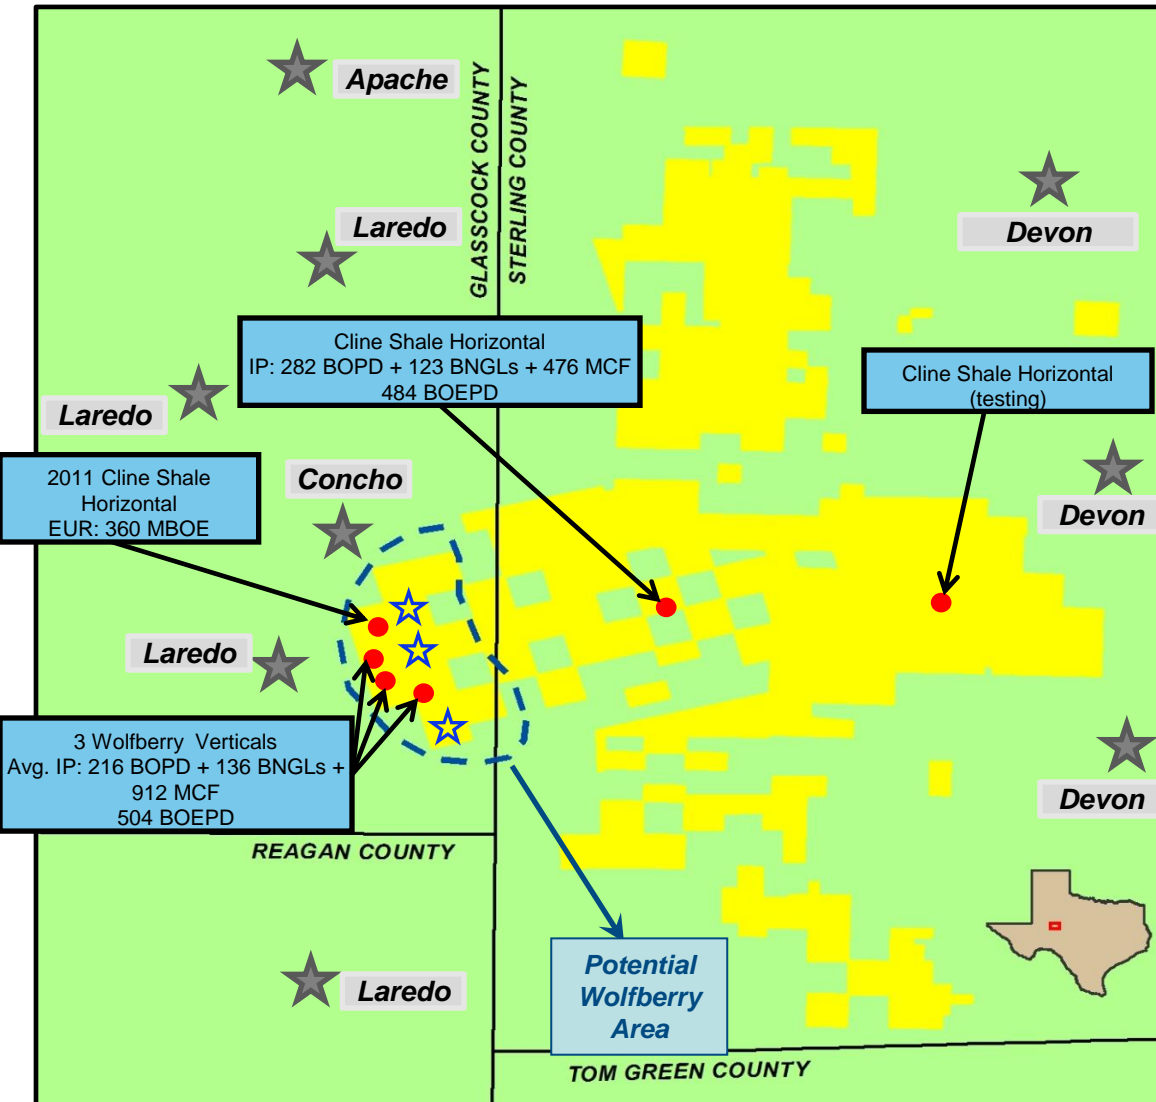 Apache
GLASSCOCK COUNTY
STERLING COUNTY
Devon
Laredo
Cline Shale Horizontal
IP: 282 BOPD + 123 BNGLs + 476 MCF
484 BOEPD
Cline Shale Horizontal
(testing)
Laredo
2011 Cline Shale
Horizontal
EUR: 360 MBOE
Concho
Devon
Laredo
3 Wolfberry Verticals
Avg. IP: 216 BOPD + 136 BNGLs +
912 MCF
504 BOEPD
Devon
REAGAN COUNTY
Potential
Wolfberry
Area
Laredo
TOM GREEN COUNTY